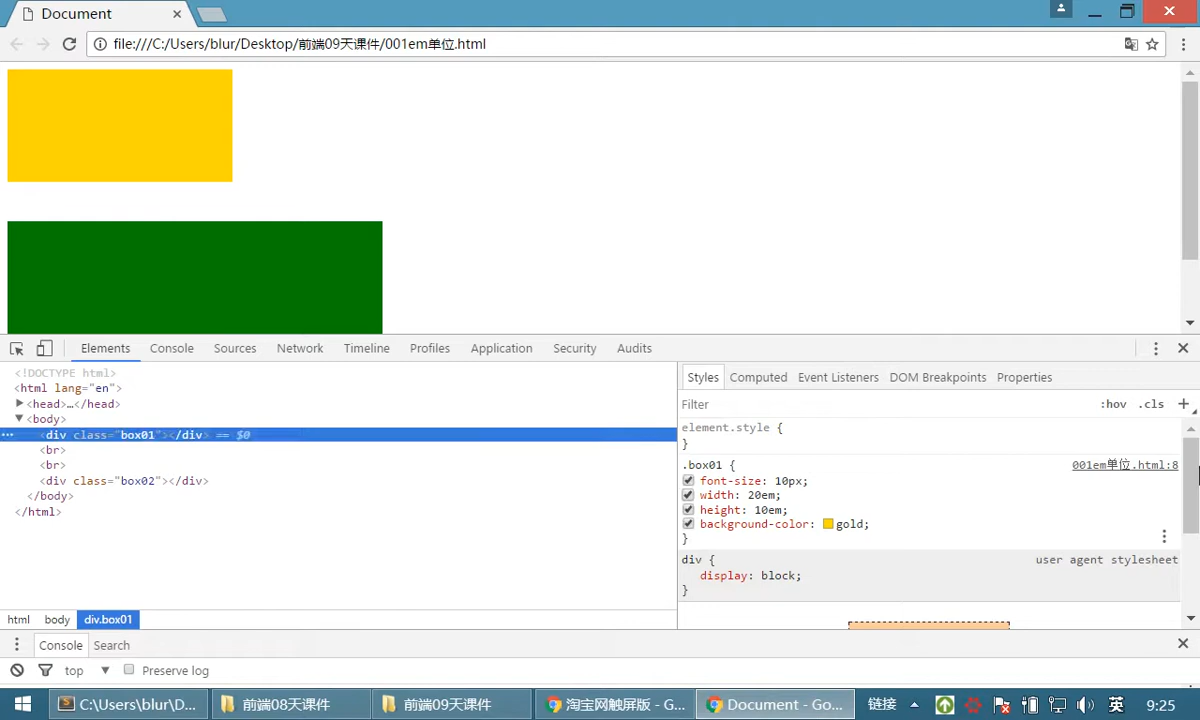 Document
file:///C:/Users/blur/Desktop/前端09天课件/001em单位.html
Elements Console Sources Network Timeline Profiles Application Security Audits
<!DOCTYPE html>
<html lang="en">
<head>…</head>
<body>
<div class="box01"></div> == $0
<br>
<br>
<div class="box02"></div>
</body>
</html>
html body div.box01
Styles Computed Event Listeners DOM Breakpoints Properties
Filter :hov .cls +
element.style {
}
.box01 { 001em单位.html:8
font-size: 10px;
width: 20em;
height: 10em;
background-color: gold;
}
div { user agent stylesheet
display: block;
}
Console Search
top Preserve log
C:\Users\blur\D... 前端08天课件 前端09天课件 淘宝网触屏版 - G... Document - Go... 链接 英 9:25